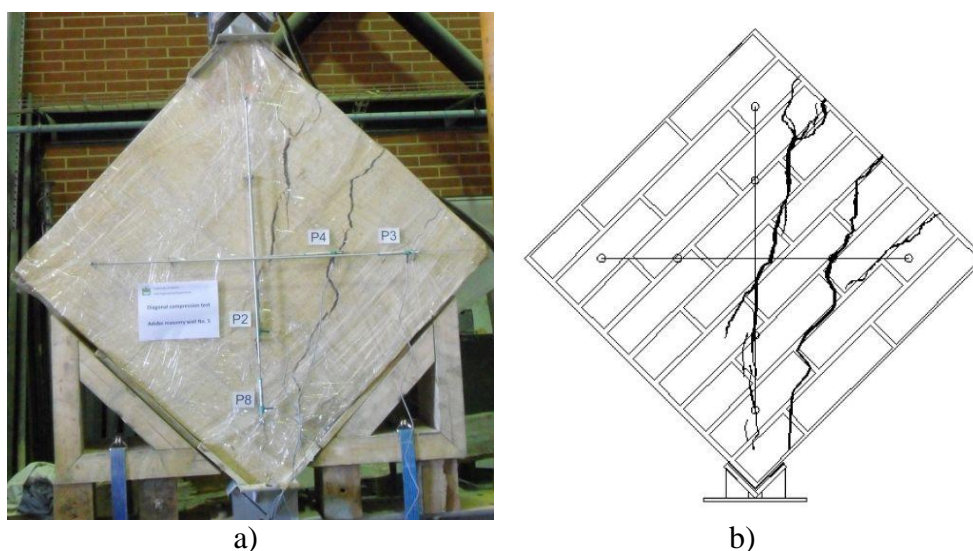 P4
P3
Diagonal compression test
Adobe masonry wall No. 1
P2
P8
a)
b)